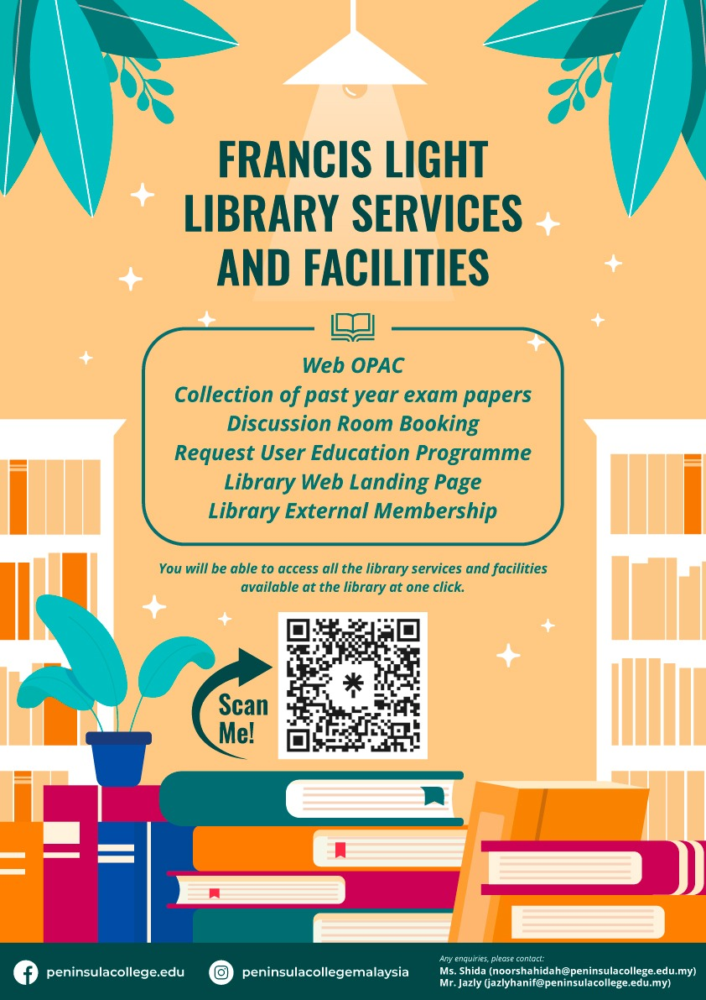 FRANCIS LIGHT
LIBRARY SERVICES
AND FACILITIES
Web OPAC
Collection of past year exam papers
Discussion Room Booking
Request User Education Programme
Library Web Landing Page
Library External Membership
You will be able to access all the library services and facilities
available at the library at one click.
Scan
Me!
peninsulacollege.edu
peninsulacollegemalaysia
Any enquiries, please contact:
Ms. Shida (noorshahidah@peninsulacollege.edu.my)
Mr. Jazly (jazlyhanif@peninsulacollege.edu.my)